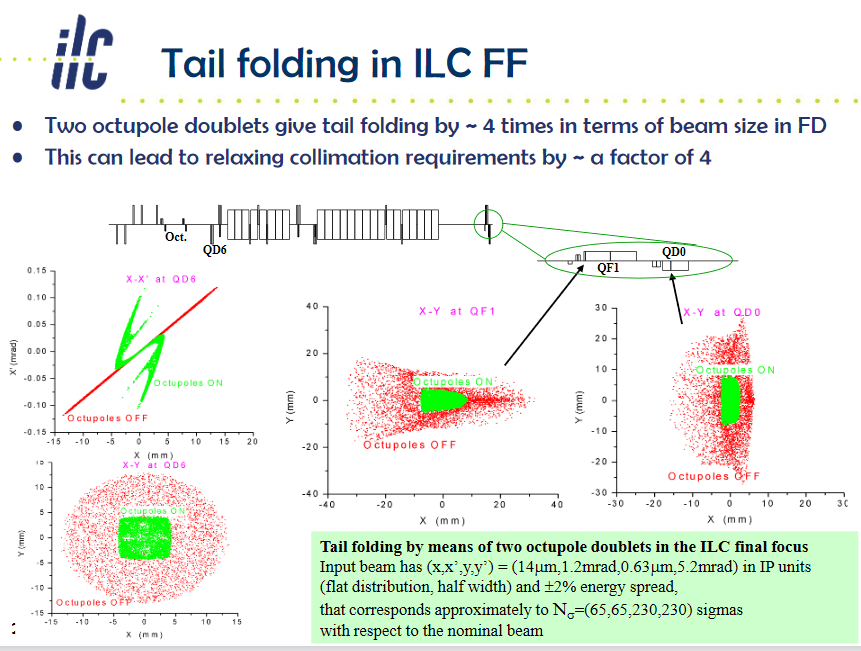 ilc
Tail folding in ILC FF
• Two octupole doublets give tail folding by ~ 4 times in terms of beam size in FD
• This can lead to relaxing collimation requirements by ~ a factor of 4
Oct.
QD6
QF1
QD0
X-X' at QD6
0.15
0.10
0.05
0.00
-0.05
-0.10
-0.15
X' (mrad)
Octupoles ON
Octupoles OFF
-15 -10 -5 0 5 10 15 20
X (mm)
X-Y at QD6
15
10
5
0
-5
-10
-15
Y (mm)
Octupoles ON
Octupoles OFF
-15 -10 -5 0 5 10 15
X (mm)
X-Y at QF1
40
20
0
-20
-40
Y (mm)
Octupoles ON
Octupoles OFF
-40 -20 0 20 40
X (mm)
X-Y at QD0
30
20
10
0
-10
-20
-30
Y (mm)
Octupoles ON
Octupoles OFF
-30 -20 -10 0 10 20 30
X (mm)
Tail folding by means of two octupole doublets in the ILC final focus
Input beam has (x,x',y,y') = (14μm,1.2mrad,0.63μm,5.2mrad) in IP units
(flat distribution, half width) and ±2% energy spread,
that corresponds approximately to Nσ=(65,65,230,230) sigmas
with respect to the nominal beam